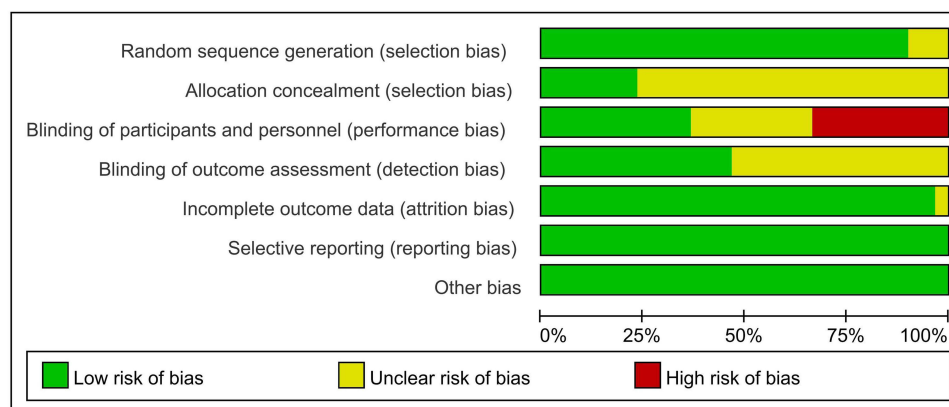 Random sequence generation (selection bias)
Allocation concealment (selection bias)
Blinding of participants and personnel (performance bias)
Blinding of outcome assessment (detection bias)
Incomplete outcome data (attrition bias)
Selective reporting (reporting bias)
Other bias
0% 25% 50% 75% 100%
Low risk of bias Unclear risk of bias High risk of bias